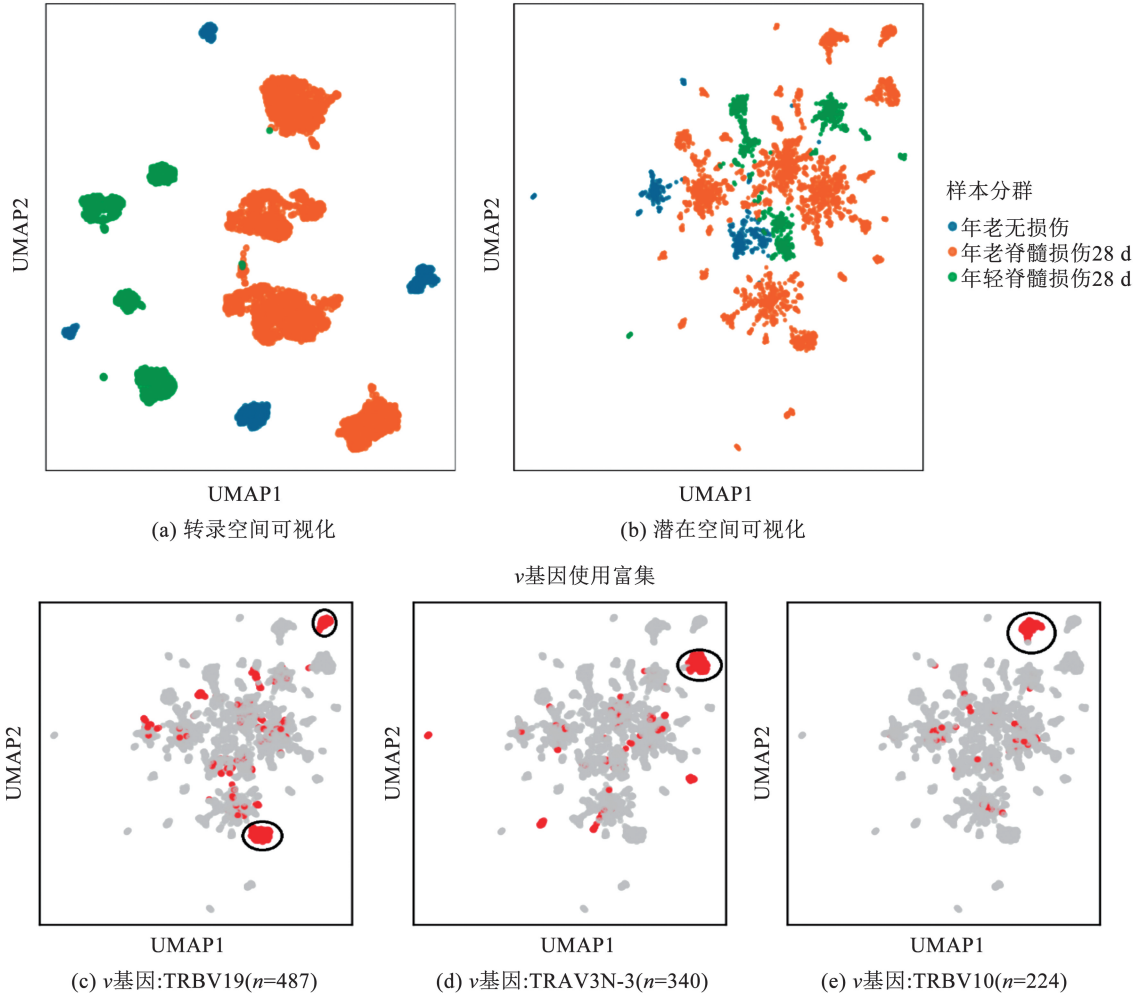 UMAP2
UMAP1
(a) 转录空间可视化
UMAP2
UMAP1
(b) 潜在空间可视化
样本分群
年老无损伤
年老脊髓损伤28 d
年轻脊髓损伤28 d
v基因使用富集
UMAP2
UMAP1
(c) v基因:TRBV19(n=487)
UMAP2
UMAP1
(d) v基因:TRAV3N-3(n=340)
UMAP2
UMAP1
(e) v基因:TRBV10(n=224)